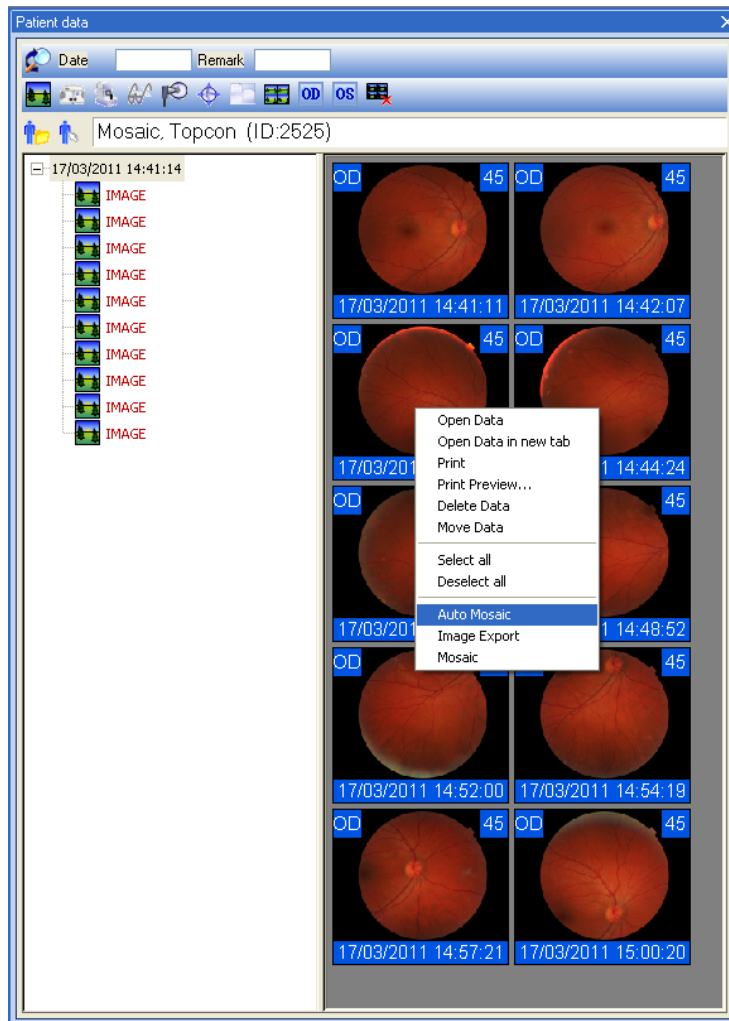 Patient data
Date Remark
OD OS
Mosaic, Topcon (ID:2525)
17/03/2011 14:41:14
IMAGE
IMAGE
IMAGE
IMAGE
IMAGE
IMAGE
IMAGE
IMAGE
IMAGE
IMAGE
OD 45 OD 45
17/03/2011 14:41:11 17/03/2011 14:42:07
OD 45 OD 45
17/03/201 1 14:44:24
OD 45
17/03/201 1 14:48:52
OD 45
17/03/2011 14:52:00 17/03/2011 14:54:19
OD 45 OD 45
17/03/2011 14:57:21 17/03/2011 15:00:20
Open Data
Open Data in new tab
Print
Print Preview...
Delete Data
Move Data
Select all
Deselect all
Auto Mosaic
Image Export
Mosaic